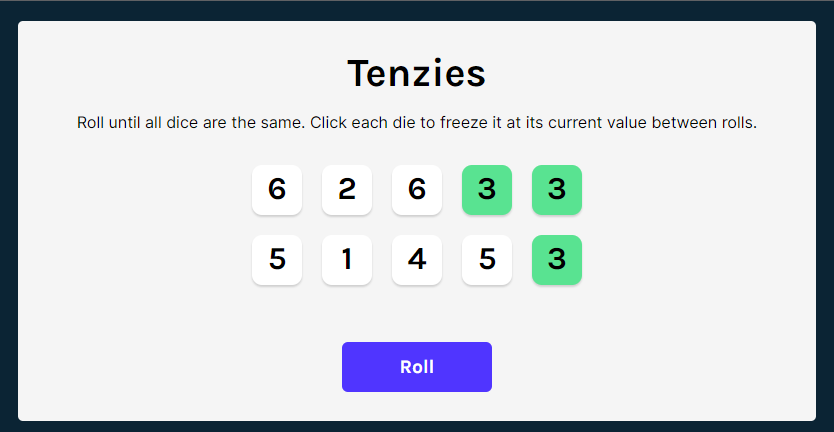 Tenzies
Roll until all dice are the same. Click each die to freeze it at its current value between rolls.
6 2 6 3 3
5 1 4 5 3
Roll